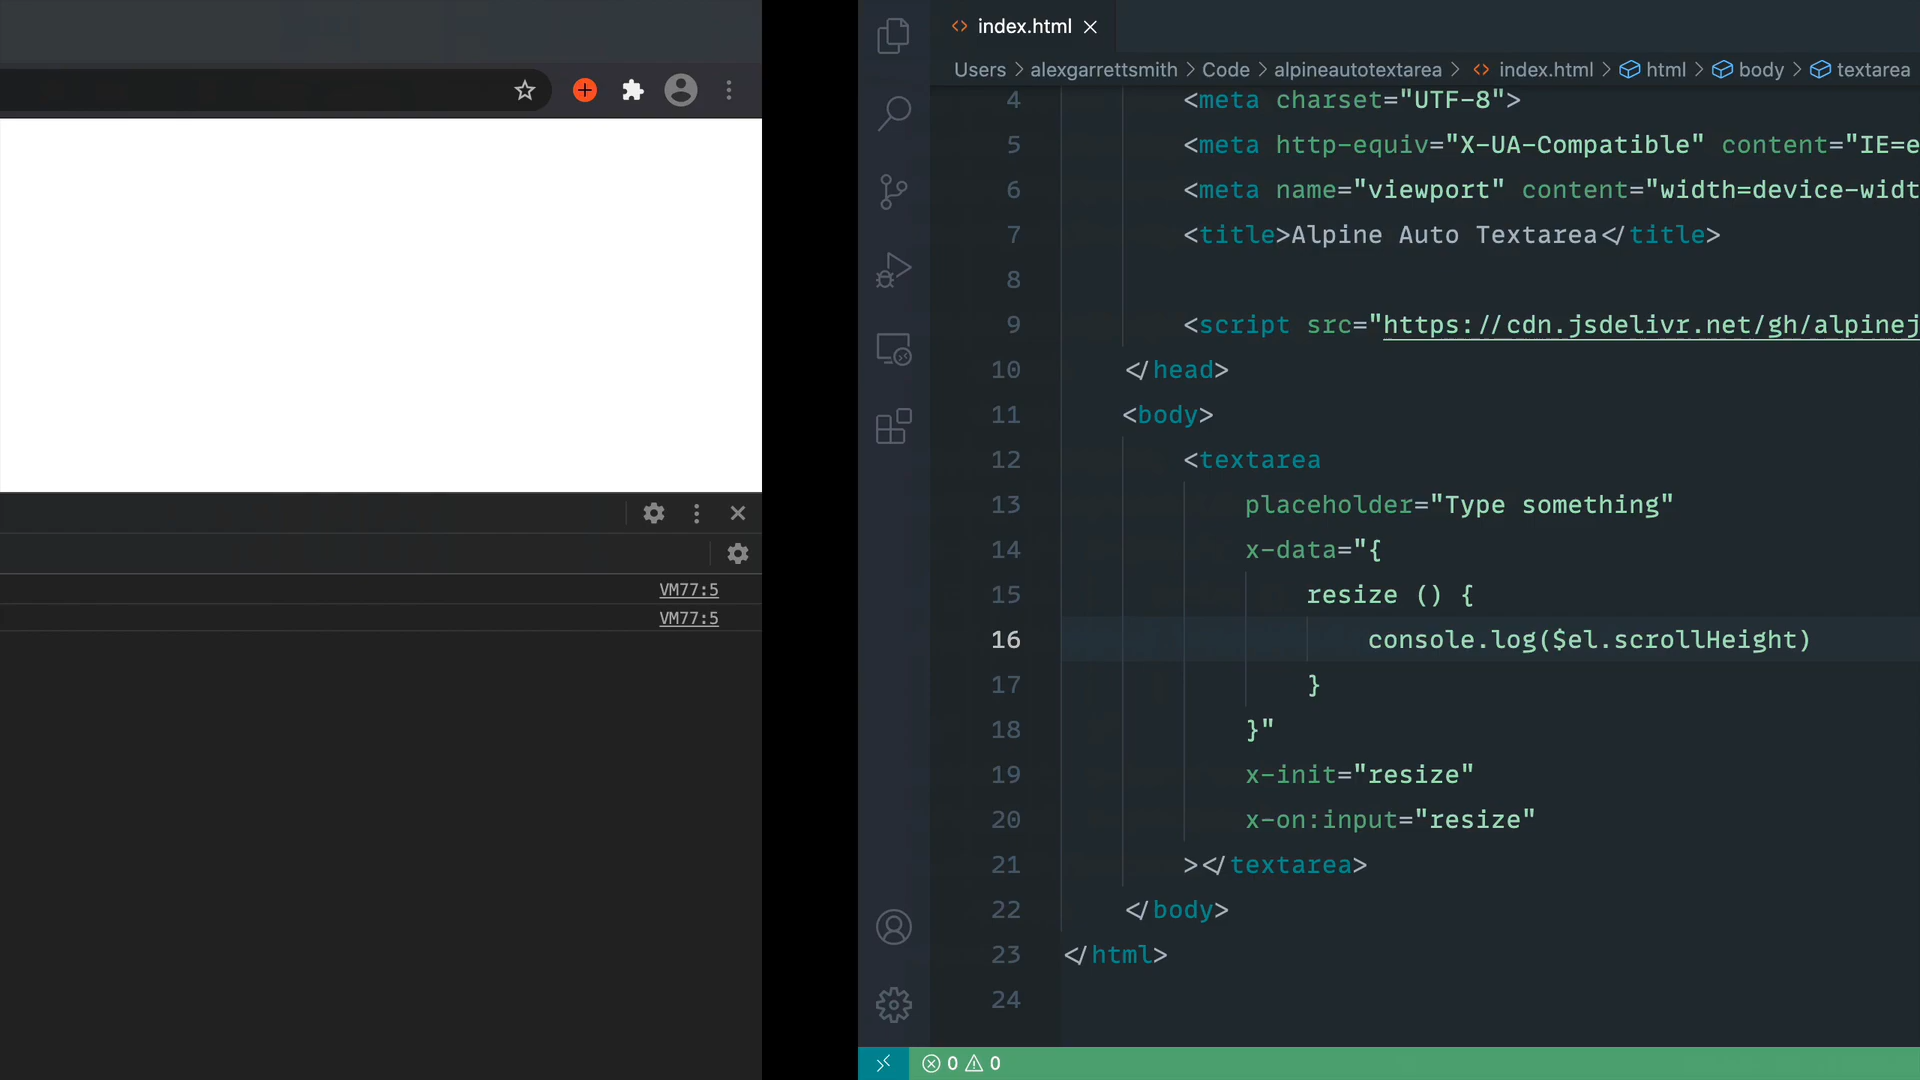 VM77:5
VM77:5
index.html
Users > alexgarrettsmith > Code > alpineautotextarea > index.html > html > body > textarea
4 <meta charset="UTF-8">
5 <meta http-equiv="X-UA-Compatible" content="IE=e
6 <meta name="viewport" content="width=device-widt
7 <title>Alpine Auto Textarea</title>
8
9 <script src="https://cdn.jsdelivr.net/gh/alpinej
10 </head>
11 <body>
12 <textarea
13 placeholder="Type something"
14 x-data="{
15 resize () {
16 console.log($el.scrollHeight)
17 }
18 }"
19 x-init="resize"
20 x-on:input="resize"
21 ></textarea>
22 </body>
23 </html>
24
0 0